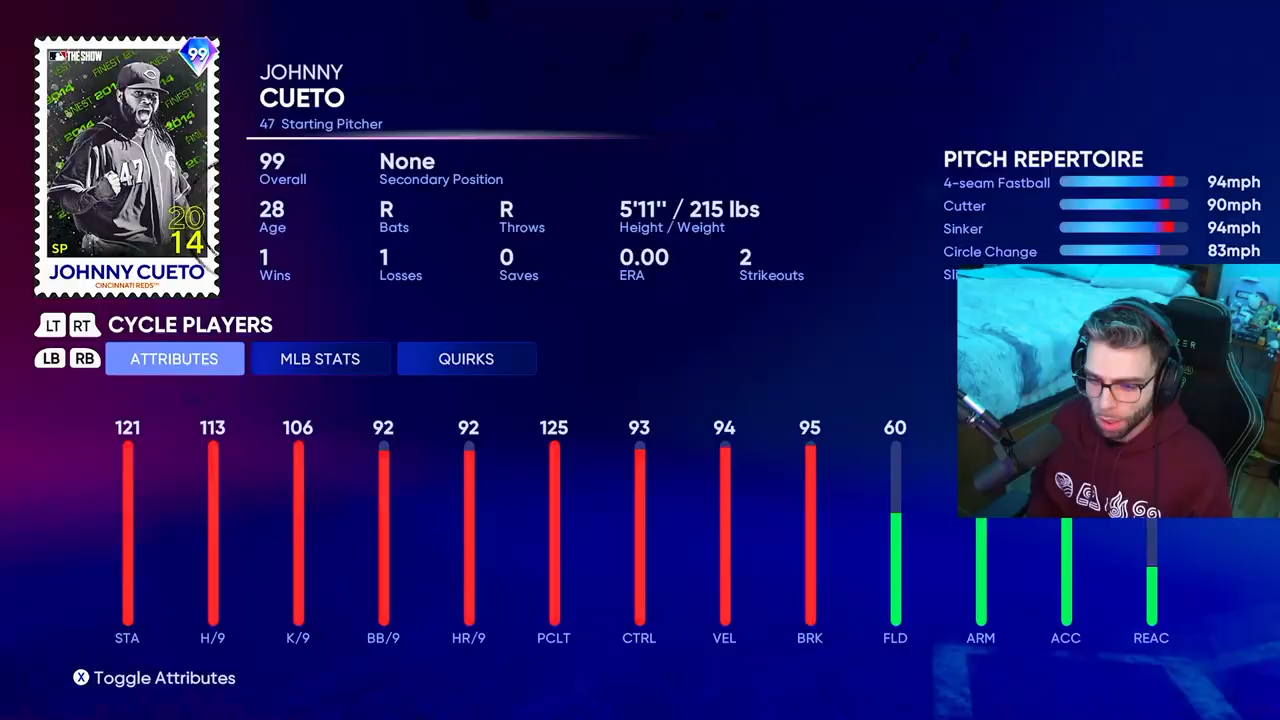 99
MLB THE SHOW
FINEST 2014
2014
20
14
SP
JOHNNY CUETO
CINCINNATI REDS™
JOHNNY
CUETO
47 Starting Pitcher
99
Overall
None
Secondary Position
28
Age
R
Bats
R
Throws
5'11" / 215 lbs
Height / Weight
1
Wins
1
Losses
0
Saves
0.00
ERA
2
Strikeouts
PITCH REPERTOIRE
4-seam Fastball 94mph
Cutter 90mph
Sinker 94mph
Circle Change 83mph
LT RT CYCLE PLAYERS
LB RB ATTRIBUTES MLB STATS QUIRKS
121 113 106 92 92 125 93 94 95 60
STA H/9 K/9 BB/9 HR/9 PCLT CTRL VEL BRK FLD ARM ACC REAC
X Toggle Attributes